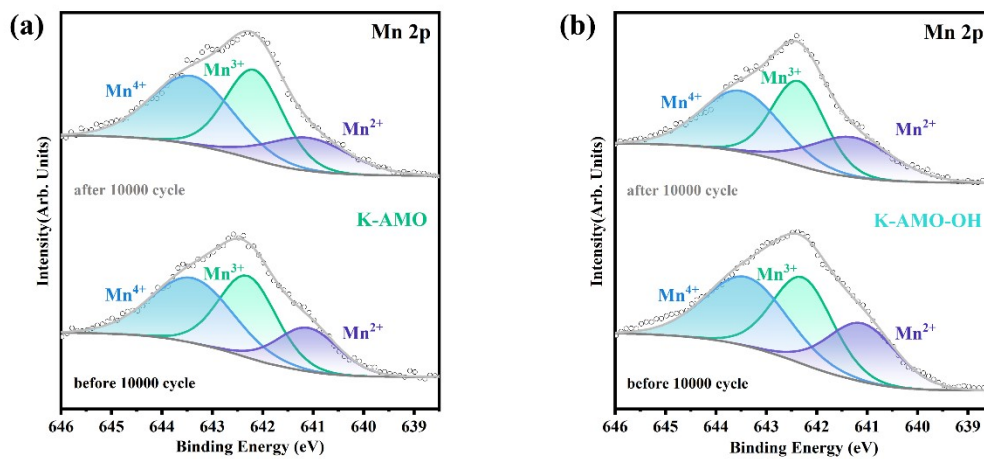 (a)
Mn 2p
Mn⁴⁺
Mn³⁺
Mn²⁺
after 10000 cycle
K-AMO
Mn⁴⁺
Mn³⁺
Mn²⁺
before 10000 cycle
Intensity(Arb. Units)
646 645 644 643 642 641 640 639
Binding Energy (eV)
(b)
Mn 2p
Mn⁴⁺
Mn³⁺
Mn²⁺
after 10000 cycle
K-AMO-OH
Mn⁴⁺
Mn³⁺
Mn²⁺
before 10000 cycle
Intensity(Arb. Units)
646 645 644 643 642 641 640 639
Binding Energy (eV)